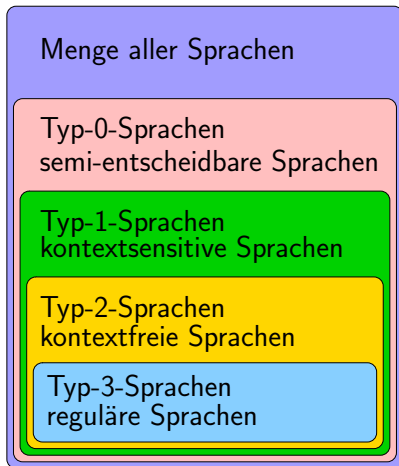 Menge aller Sprachen
Typ-0-Sprachen
semi-entscheidbare Sprachen
Typ-1-Sprachen
kontextsensitive Sprachen
Typ-2-Sprachen
kontextfreie Sprachen
Typ-3-Sprachen
reguläre Sprachen